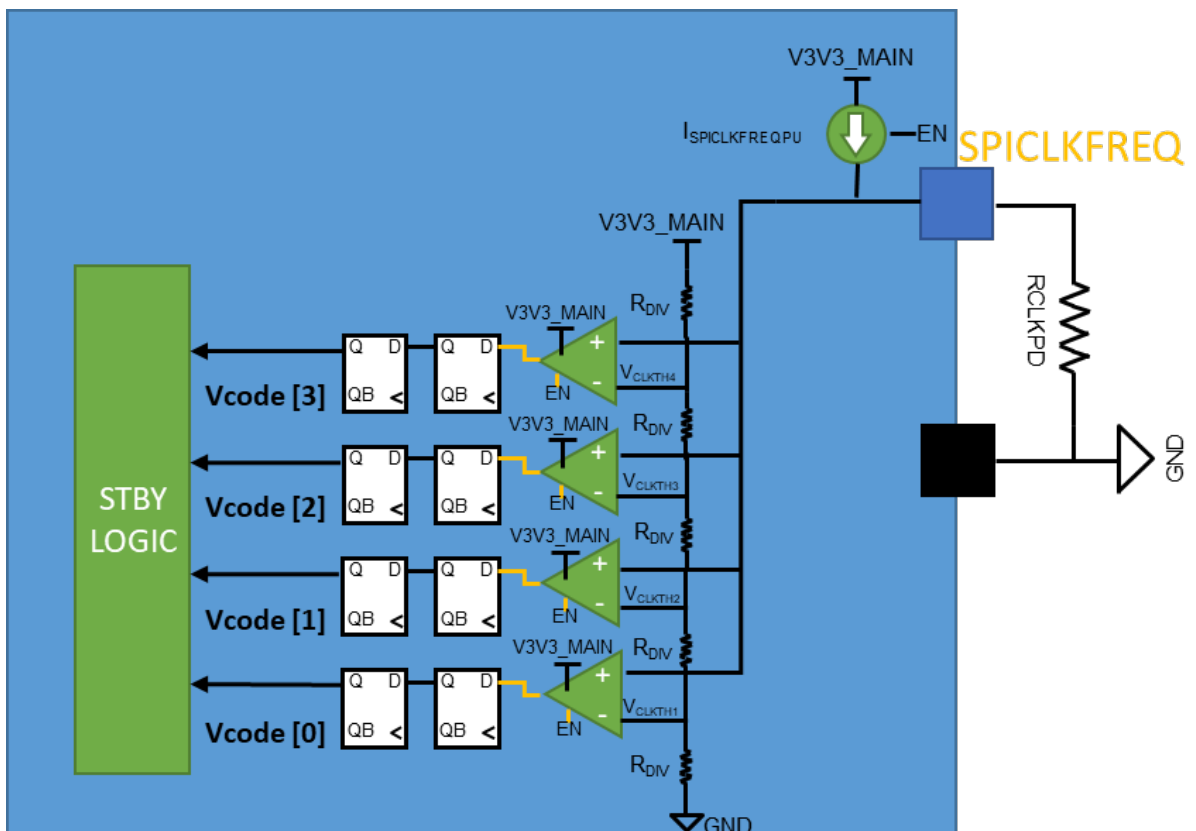 V3V3_MAIN
ISPICLKFREQPU
EN
SPICLKFREQ
V3V3_MAIN
RDIV
RCLKPD
V3V3_MAIN
+
Q D Q D
VCLKTH4
-
QB < QB <
EN
Vcode [3]
RDIV
V3V3_MAIN
+
Q D Q D
VCLKTH3
-
QB < QB <
EN
Vcode [2]
GND
STBY
LOGIC
RDIV
V3V3_MAIN
+
Q D Q D
VCLKTH2
-
QB < QB <
EN
Vcode [1]
RDIV
V3V3_MAIN
+
Q D Q D
VCLKTH1
-
QB < QB <
EN
Vcode [0]
RDIV
GND